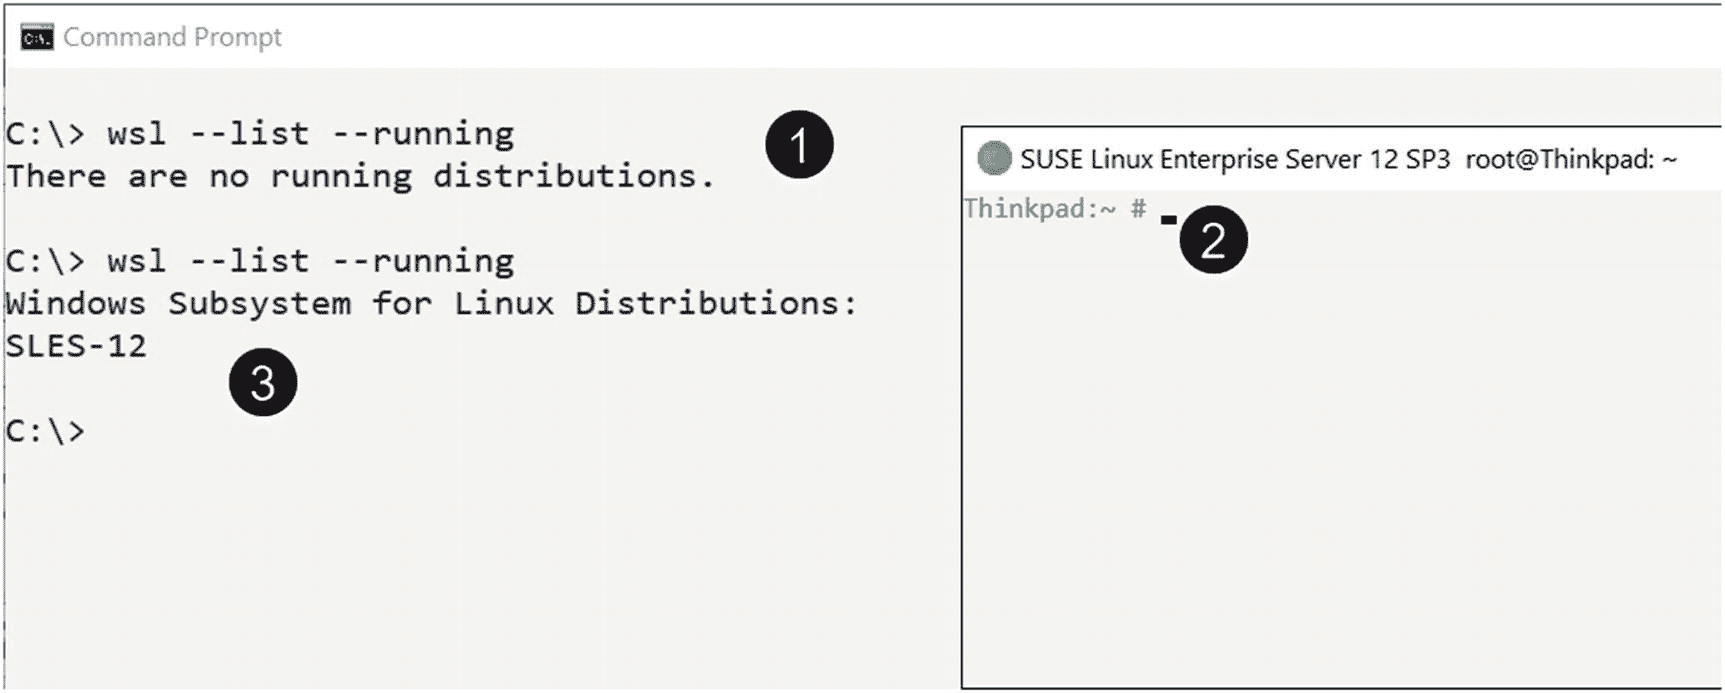 Command Prompt
C:\> wsl --list --running
There are no running distributions.
1
C:\> wsl --list --running
Windows Subsystem for Linux Distributions:
SLES-12
3
C:\>
SUSE Linux Enterprise Server 12 SP3 root@Thinkpad: ~
Thinkpad:~ #
2